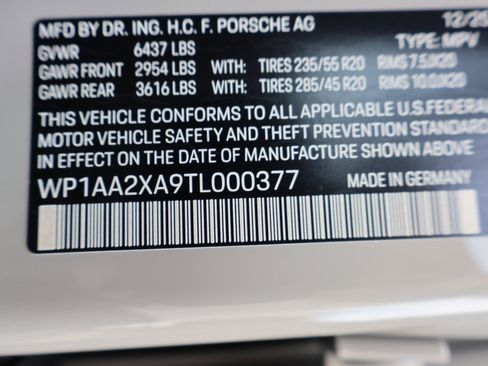 MFD BY DR. ING. H.C. F. PORSCHE AG 12/25
GVWR 6437 LBS TYPE: MPV
GAWR FRONT 2954 LBS WITH: TIRES 235/55 R20 RIMS 7.5JX20
GAWR REAR 3616 LBS WITH: TIRES 285/45 R20 RIMS 10.0JX20
THIS VEHICLE CONFORMS TO ALL APPLICABLE U.S.FEDERAL
MOTOR VEHICLE SAFETY AND THEFT PREVENTION STANDARDS
IN EFFECT ON THE DATE OF MANUFACTURE SHOWN ABOVE
WP1AA2XA9TL000377 MADE IN GERMANY